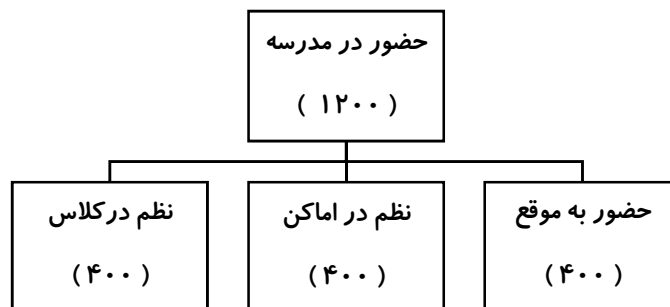 حضور در مدرسه
( ۱۲۰۰ )
حضور به موقع
( ۴۰۰ )
نظم در اماکن
( ۴۰۰ )
نظم درکلاس
( ۴۰۰ )